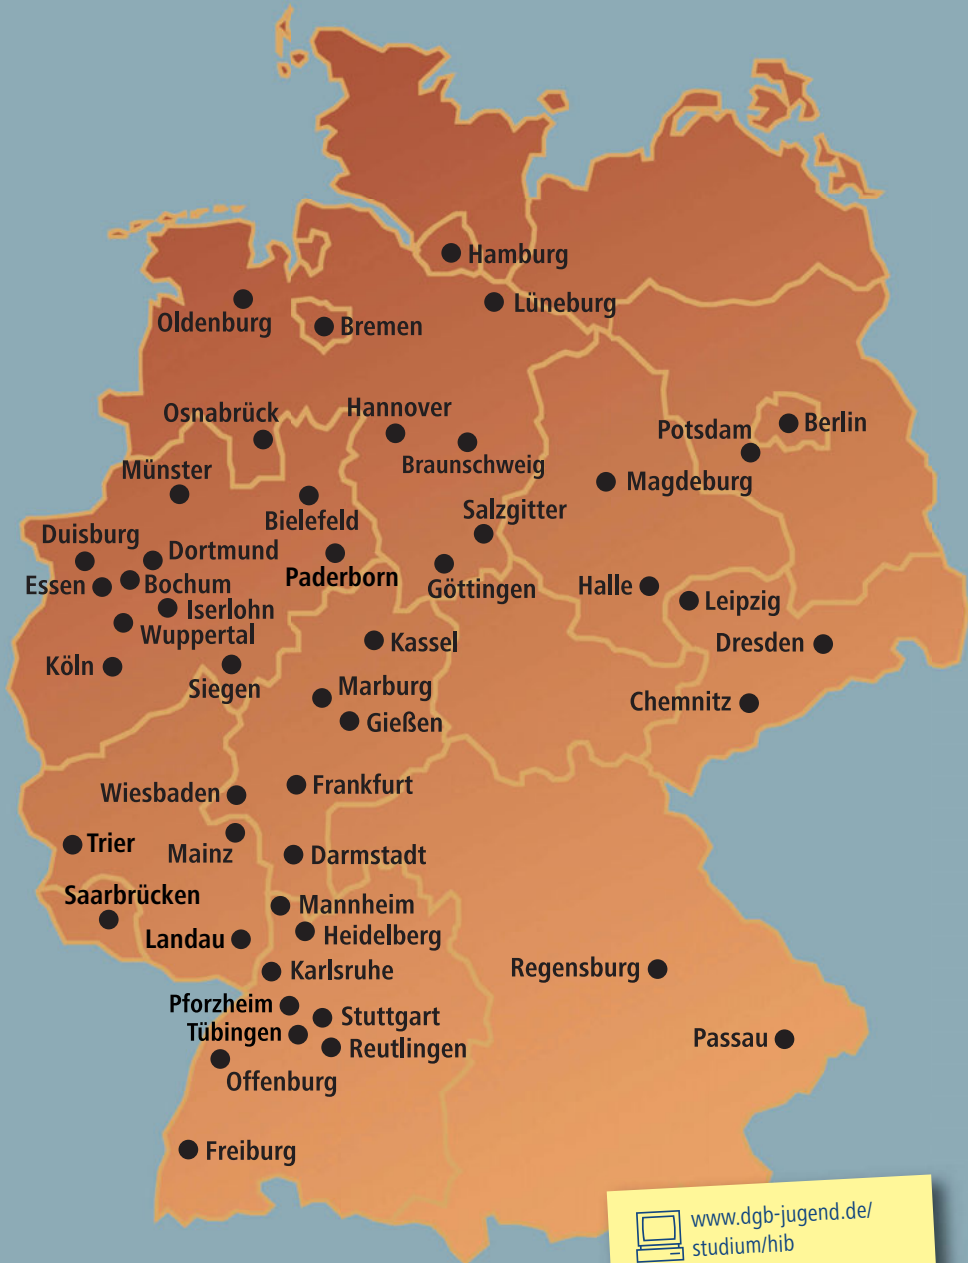 Hamburg
Lüneburg
Oldenburg
Bremen
Osnabrück
Hannover
Braunschweig
Potsdam
Berlin
Münster
Magdeburg
Bielefeld
Salzgitter
Duisburg
Dortmund
Paderborn
Göttingen
Essen
Bochum
Halle
Leipzig
Iserlohn
Wuppertal
Kassel
Dresden
Köln
Siegen
Marburg
Gießen
Chemnitz
Wiesbaden
Frankfurt
Trier
Mainz
Darmstadt
Saarbrücken
Mannheim
Landau
Heidelberg
Karlsruhe
Regensburg
Pforzheim
Stuttgart
Tübingen
Reutlingen
Passau
Offenburg
Freiburg
www.dgb-jugend.de/
studium/hib